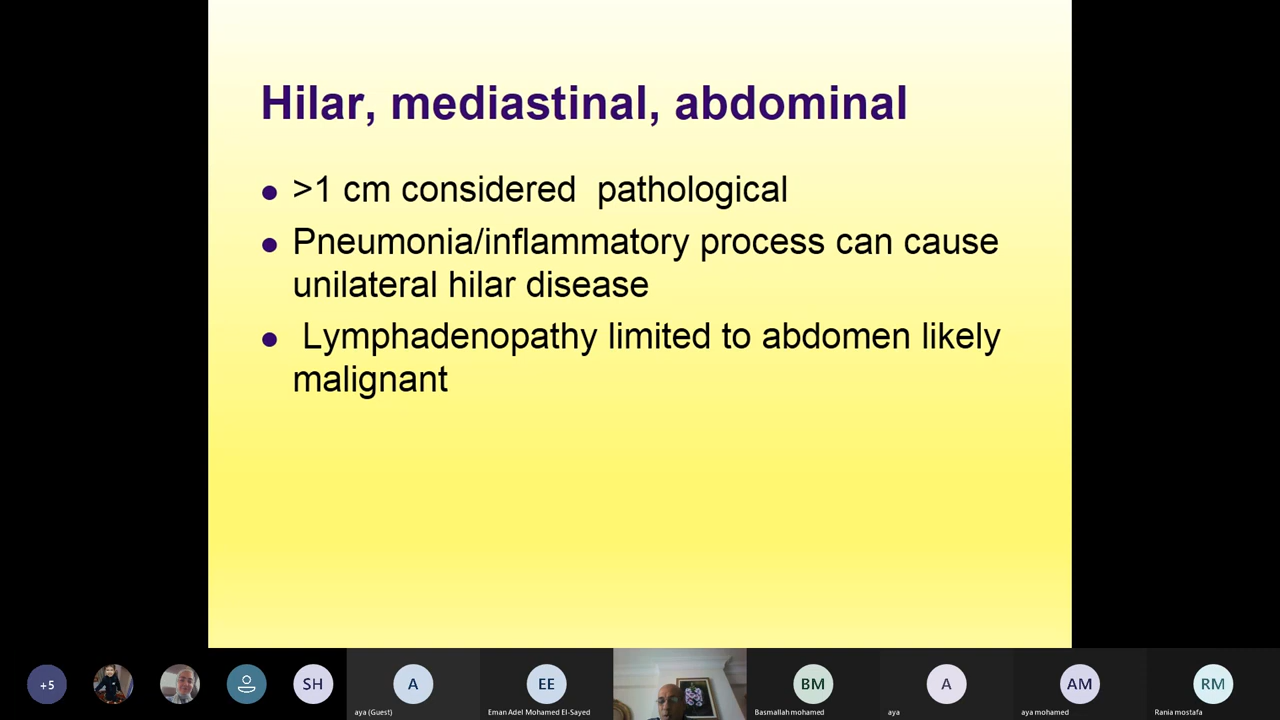 Hilar, mediastinal, abdominal
>1 cm considered pathological
Pneumonia/inflammatory process can cause
unilateral hilar disease
Lymphadenopathy limited to abdomen likely
malignant
+5
SH
A
EE
BM
A
AM
RM
aya (Guest)
Eman Adel Mohamed El-Sayed
Basmallah mohamed
aya
aya mohamed
Rania mostafa